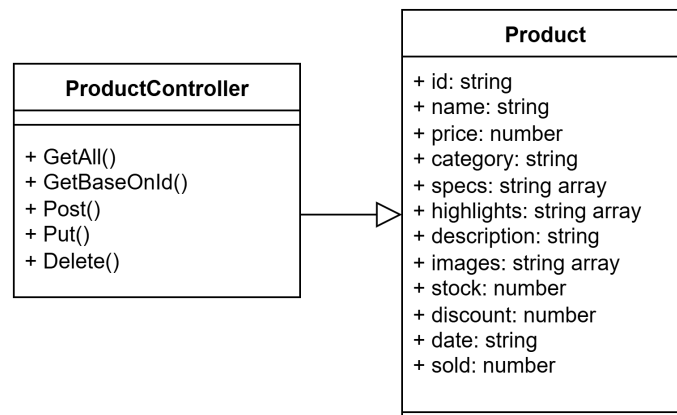 ProductController
+ GetAll()
+ GetBaseOnId()
+ Post()
+ Put()
+ Delete()
Product
+ id: string
+ name: string
+ price: number
+ category: string
+ specs: string array
+ highlights: string array
+ description: string
+ images: string array
+ stock: number
+ discount: number
+ date: string
+ sold: number